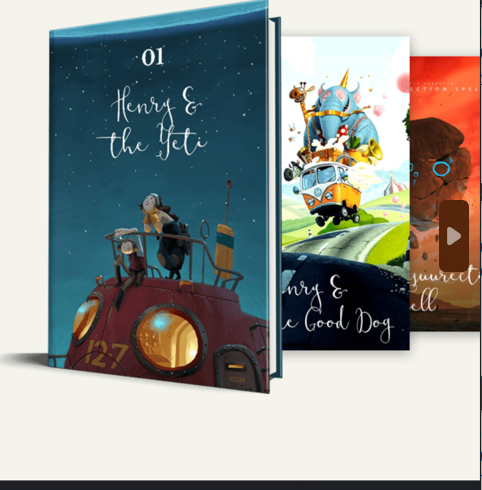 01
Henry &
the Yeti
127
nry &
e Good Dog
ECTION SPEL
surrect
ell